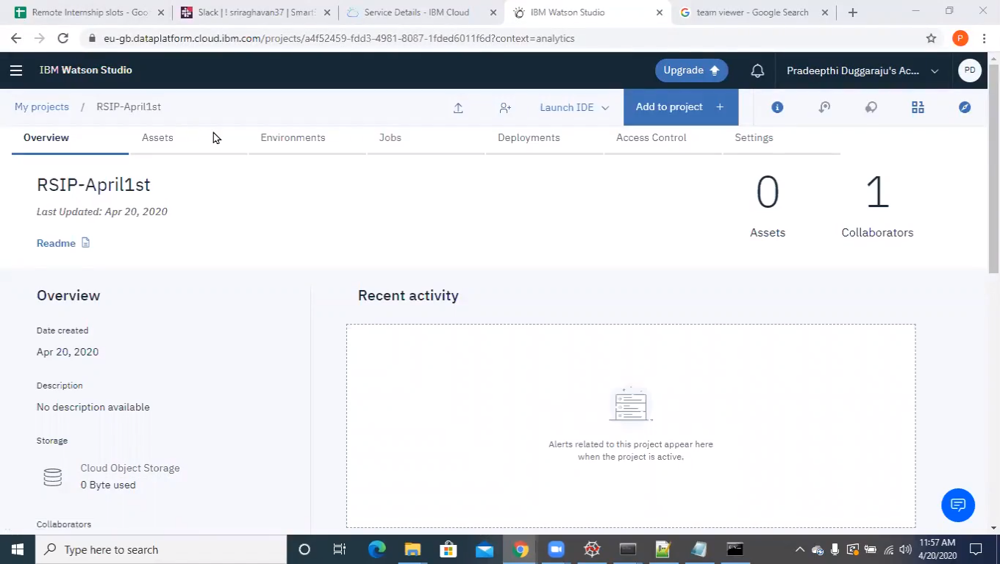 Remote Internship slots - Goo
Slack | ! sriraghavan37 | SmartS
Service Details - IBM Cloud
IBM Watson Studio
team viewer - Google Search
eu-gb.dataplatform.cloud.ibm.com/projects/a4f52459-fdd3-4981-8087-1fded6011f6d?context=analytics
P
IBM Watson Studio
Upgrade
Pradeepthi Duggaraju's Ac...
PD
My projects / RSIP-April1st
Launch IDE
Add to project +
Overview
Assets
Environments
Jobs
Deployments
Access Control
Settings
RSIP-April1st
Last Updated: Apr 20, 2020
Readme
0
Assets
1
Collaborators
Overview
Date created
Apr 20, 2020
Description
No description available
Storage
Cloud Object Storage
0 Byte used
Collaborators
Recent activity
Alerts related to this project appear here
when the project is active.
Type here to search
11:57 AM
4/20/2020